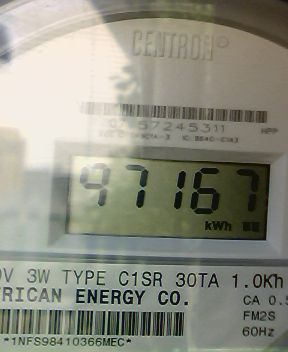 CENTRON®
57245311
97167
kWh
0V 3W TYPE C1SR 30TA 1.0Kh
TRICAN ENERGY CO.
CA 0.5
FM2S
60Hz
*1NFS98410366MEC*